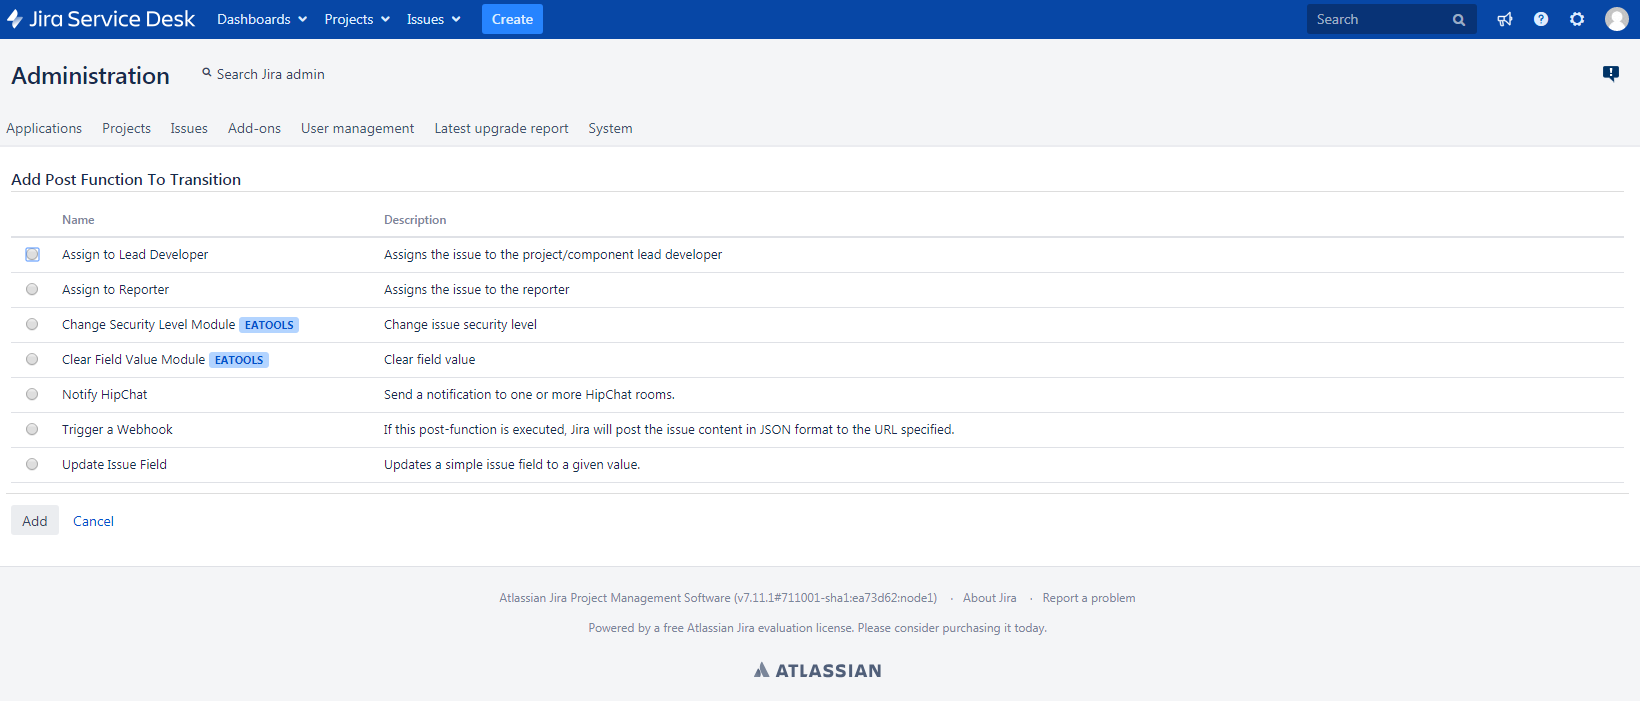 Jira Service Desk Dashboards Projects Issues Create Search
Administration Search Jira admin
Applications Projects Issues Add-ons User management Latest upgrade report System
Add Post Function To Transition
Name Description
Assign to Lead Developer Assigns the issue to the project/component lead developer
Assign to Reporter Assigns the issue to the reporter
Change Security Level Module EATOOLS Change issue security level
Clear Field Value Module EATOOLS Clear field value
Notify HipChat Send a notification to one or more HipChat rooms.
Trigger a Webhook If this post-function is executed, Jira will post the issue content in JSON format to the URL specified.
Update Issue Field Updates a simple issue field to a given value.
Add Cancel
Atlassian Jira Project Management Software (v7.11.1#711001-sha1:ea73d62:node1) · About Jira · Report a problem
Powered by a free Atlassian Jira evaluation license. Please consider purchasing it today.
ATLASSIAN